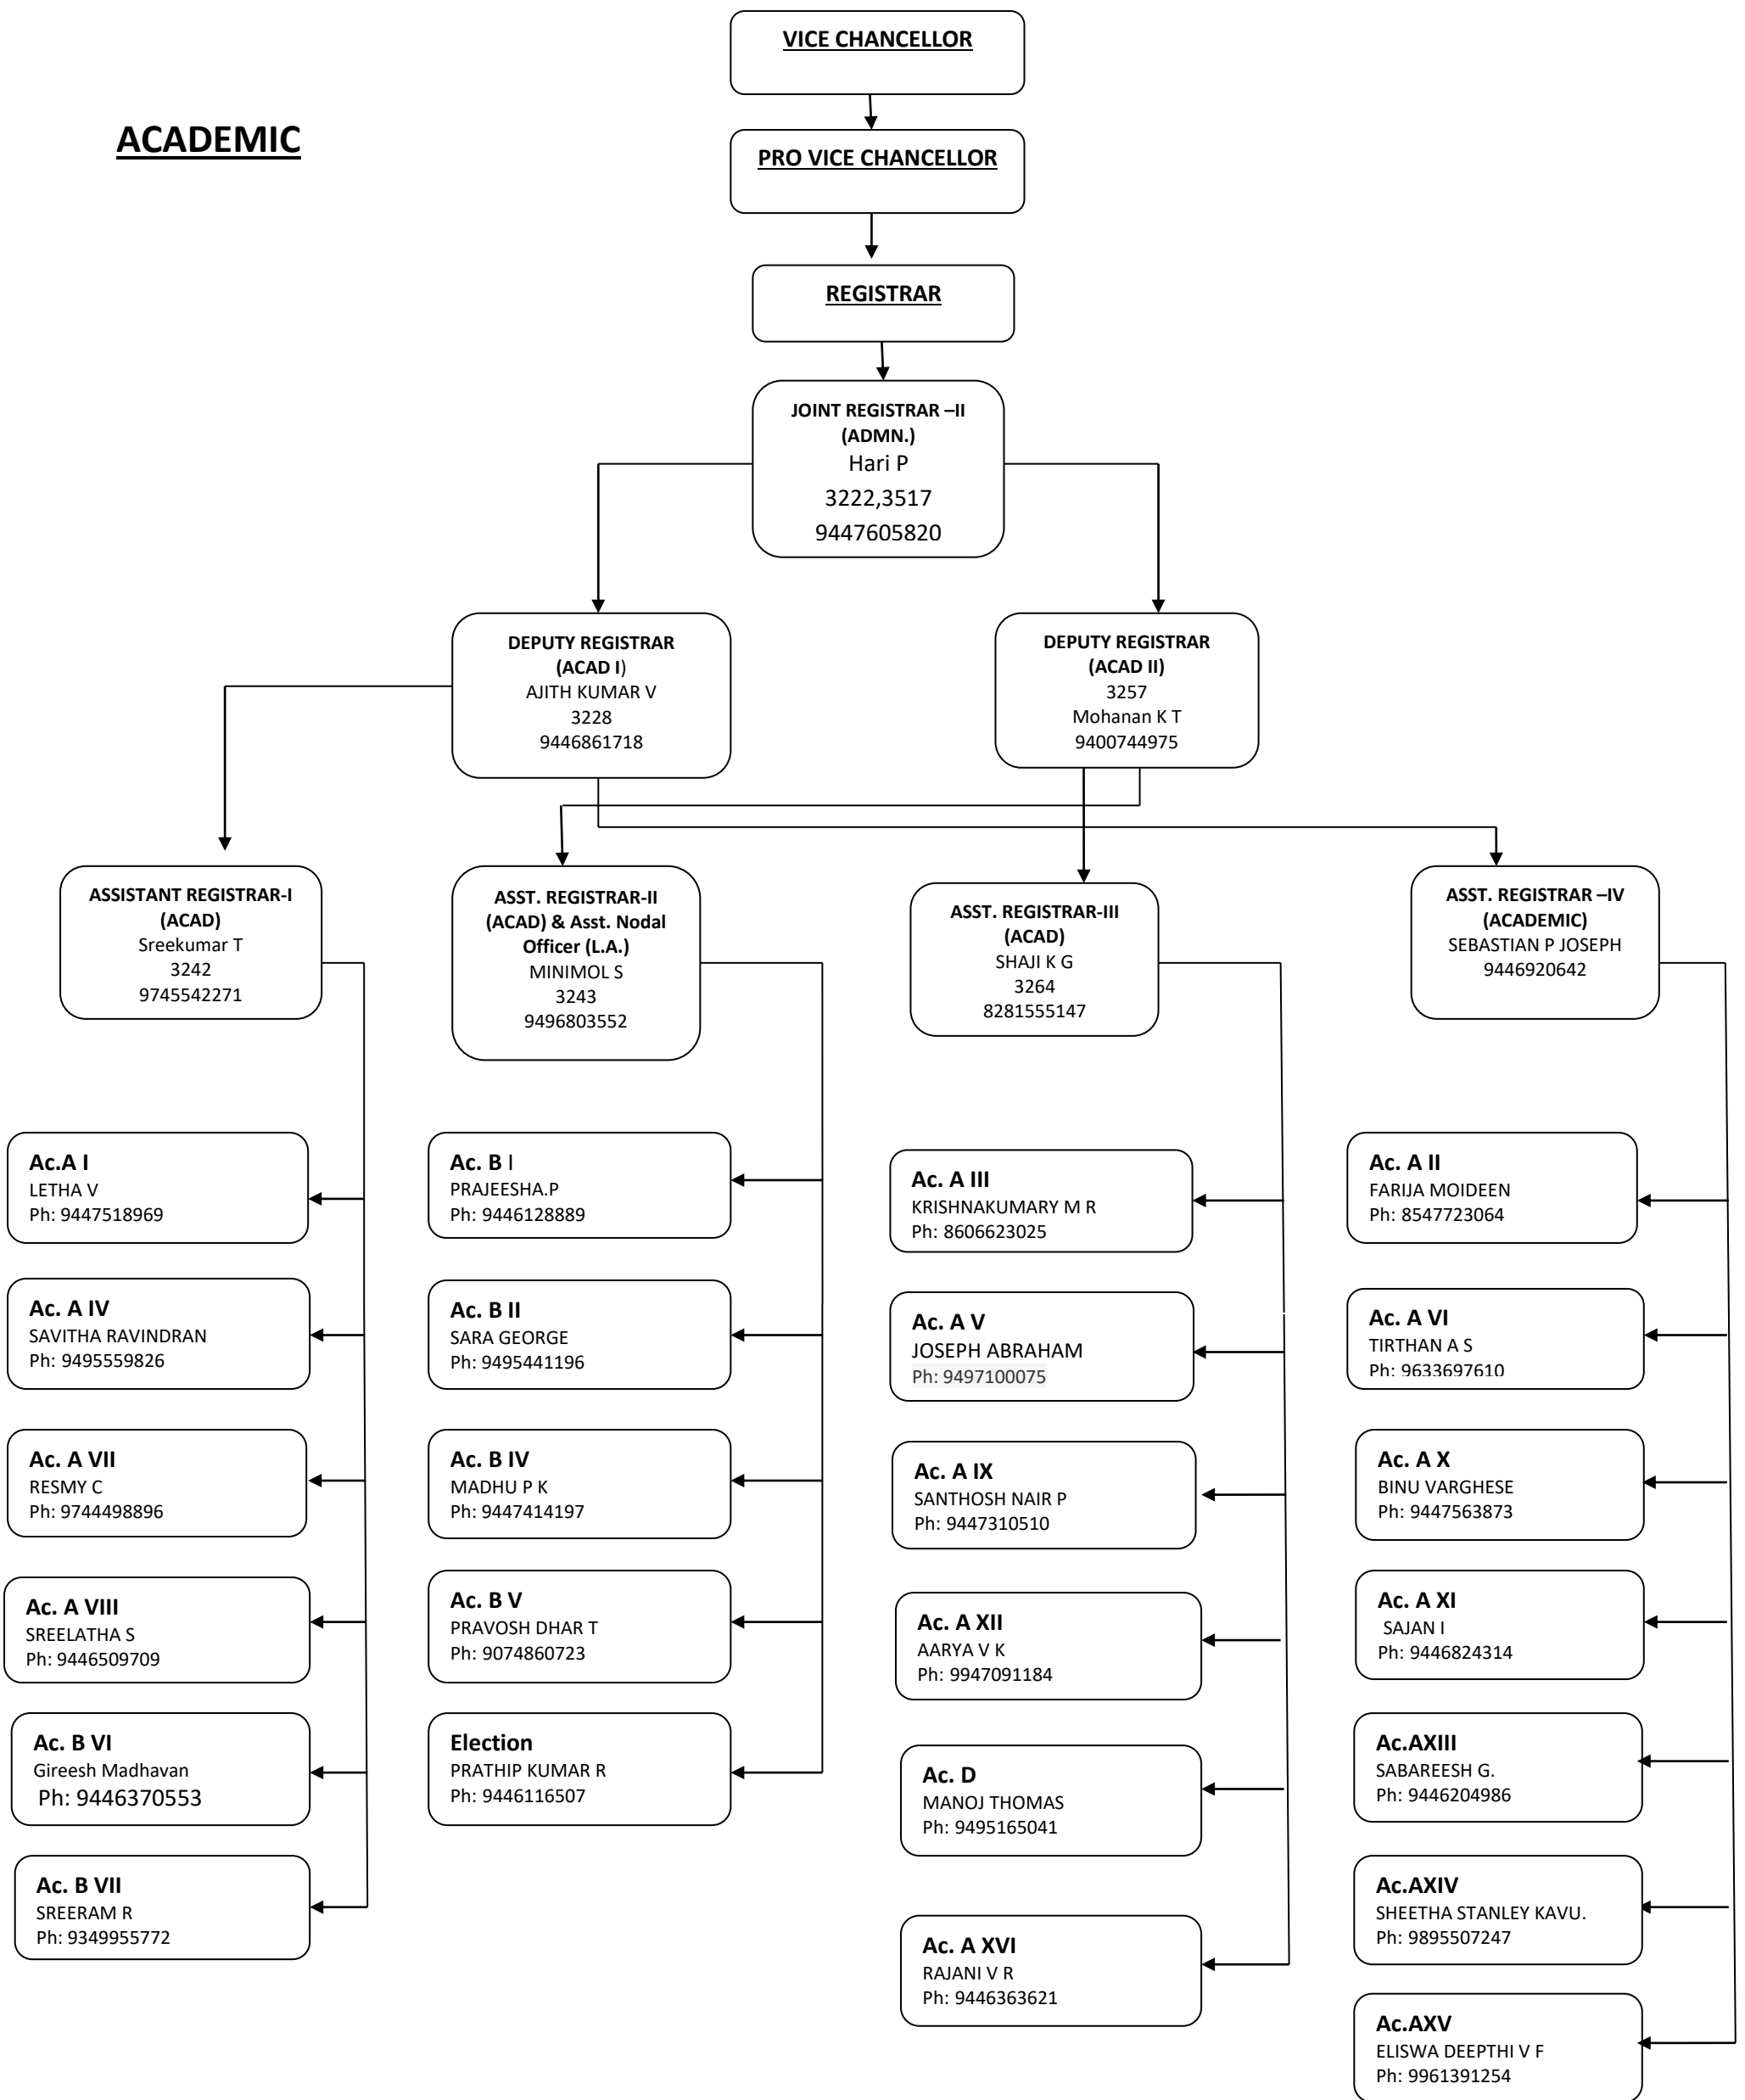 VICE CHANCELLOR
ACADEMIC
PRO VICE CHANCELLOR
REGISTRAR
JOINT REGISTRAR –II
(ADMN.)
Hari P
3222,3517
9447605820
DEPUTY REGISTRAR
(ACAD I)
AJITH KUMAR V
3228
9446861718
DEPUTY REGISTRAR
(ACAD II)
3257
Mohanan K T
9400744975
ASSISTANT REGISTRAR-I
(ACAD)
Sreekumar T
3242
9745542271
ASST. REGISTRAR-II
(ACAD) & Asst. Nodal
Officer (L.A.)
MINIMOL S
3243
9496803552
ASST. REGISTRAR-III
(ACAD)
SHAJI K G
3264
8281555147
ASST. REGISTRAR –IV
(ACADEMIC)
SEBASTIAN P JOSEPH
9446920642
Ac.A I
LETHA V
Ph: 9447518969
Ac. A IV
SAVITHA RAVINDRAN
Ph: 9495559826
Ac. A VII
RESMY C
Ph: 9744498896
Ac. A VIII
SREELATHA S
Ph: 9446509709
Ac. B VI
Gireesh Madhavan
Ph: 9446370553
Ac. B VII
SREERAM R
Ph: 9349955772
Ac. B I
PRAJEESHA.P
Ph: 9446128889
Ac. B II
SARA GEORGE
Ph: 9495441196
Ac. B IV
MADHU P K
Ph: 9447414197
Ac. B V
PRAVOSH DHAR T
Ph: 9074860723
Election
PRATHIP KUMAR R
Ph: 9446116507
Ac. A III
KRISHNAKUMARY M R
Ph: 8606623025
Ac. A V
JOSEPH ABRAHAM
Ph: 9497100075
Ac. A IX
SANTHOSH NAIR P
Ph: 9447310510
Ac. A XII
AARYA V K
Ph: 9947091184
Ac. D
MANOJ THOMAS
Ph: 9495165041
Ac. A XVI
RAJANI V R
Ph: 9446363621
Ac. A II
FARIJA MOIDEEN
Ph: 8547723064
Ac. A VI
TIRTHAN A S
Ph: 9633697610
Ac. A X
BINU VARGHESE
Ph: 9447563873
Ac. A XI
SAJAN I
Ph: 9446824314
Ac.AXIII
SABAREESH G.
Ph: 9446204986
Ac.AXIV
SHEETHA STANLEY KAVU.
Ph: 9895507247
Ac.AXV
ELISWA DEEPTHI V F
Ph: 9961391254